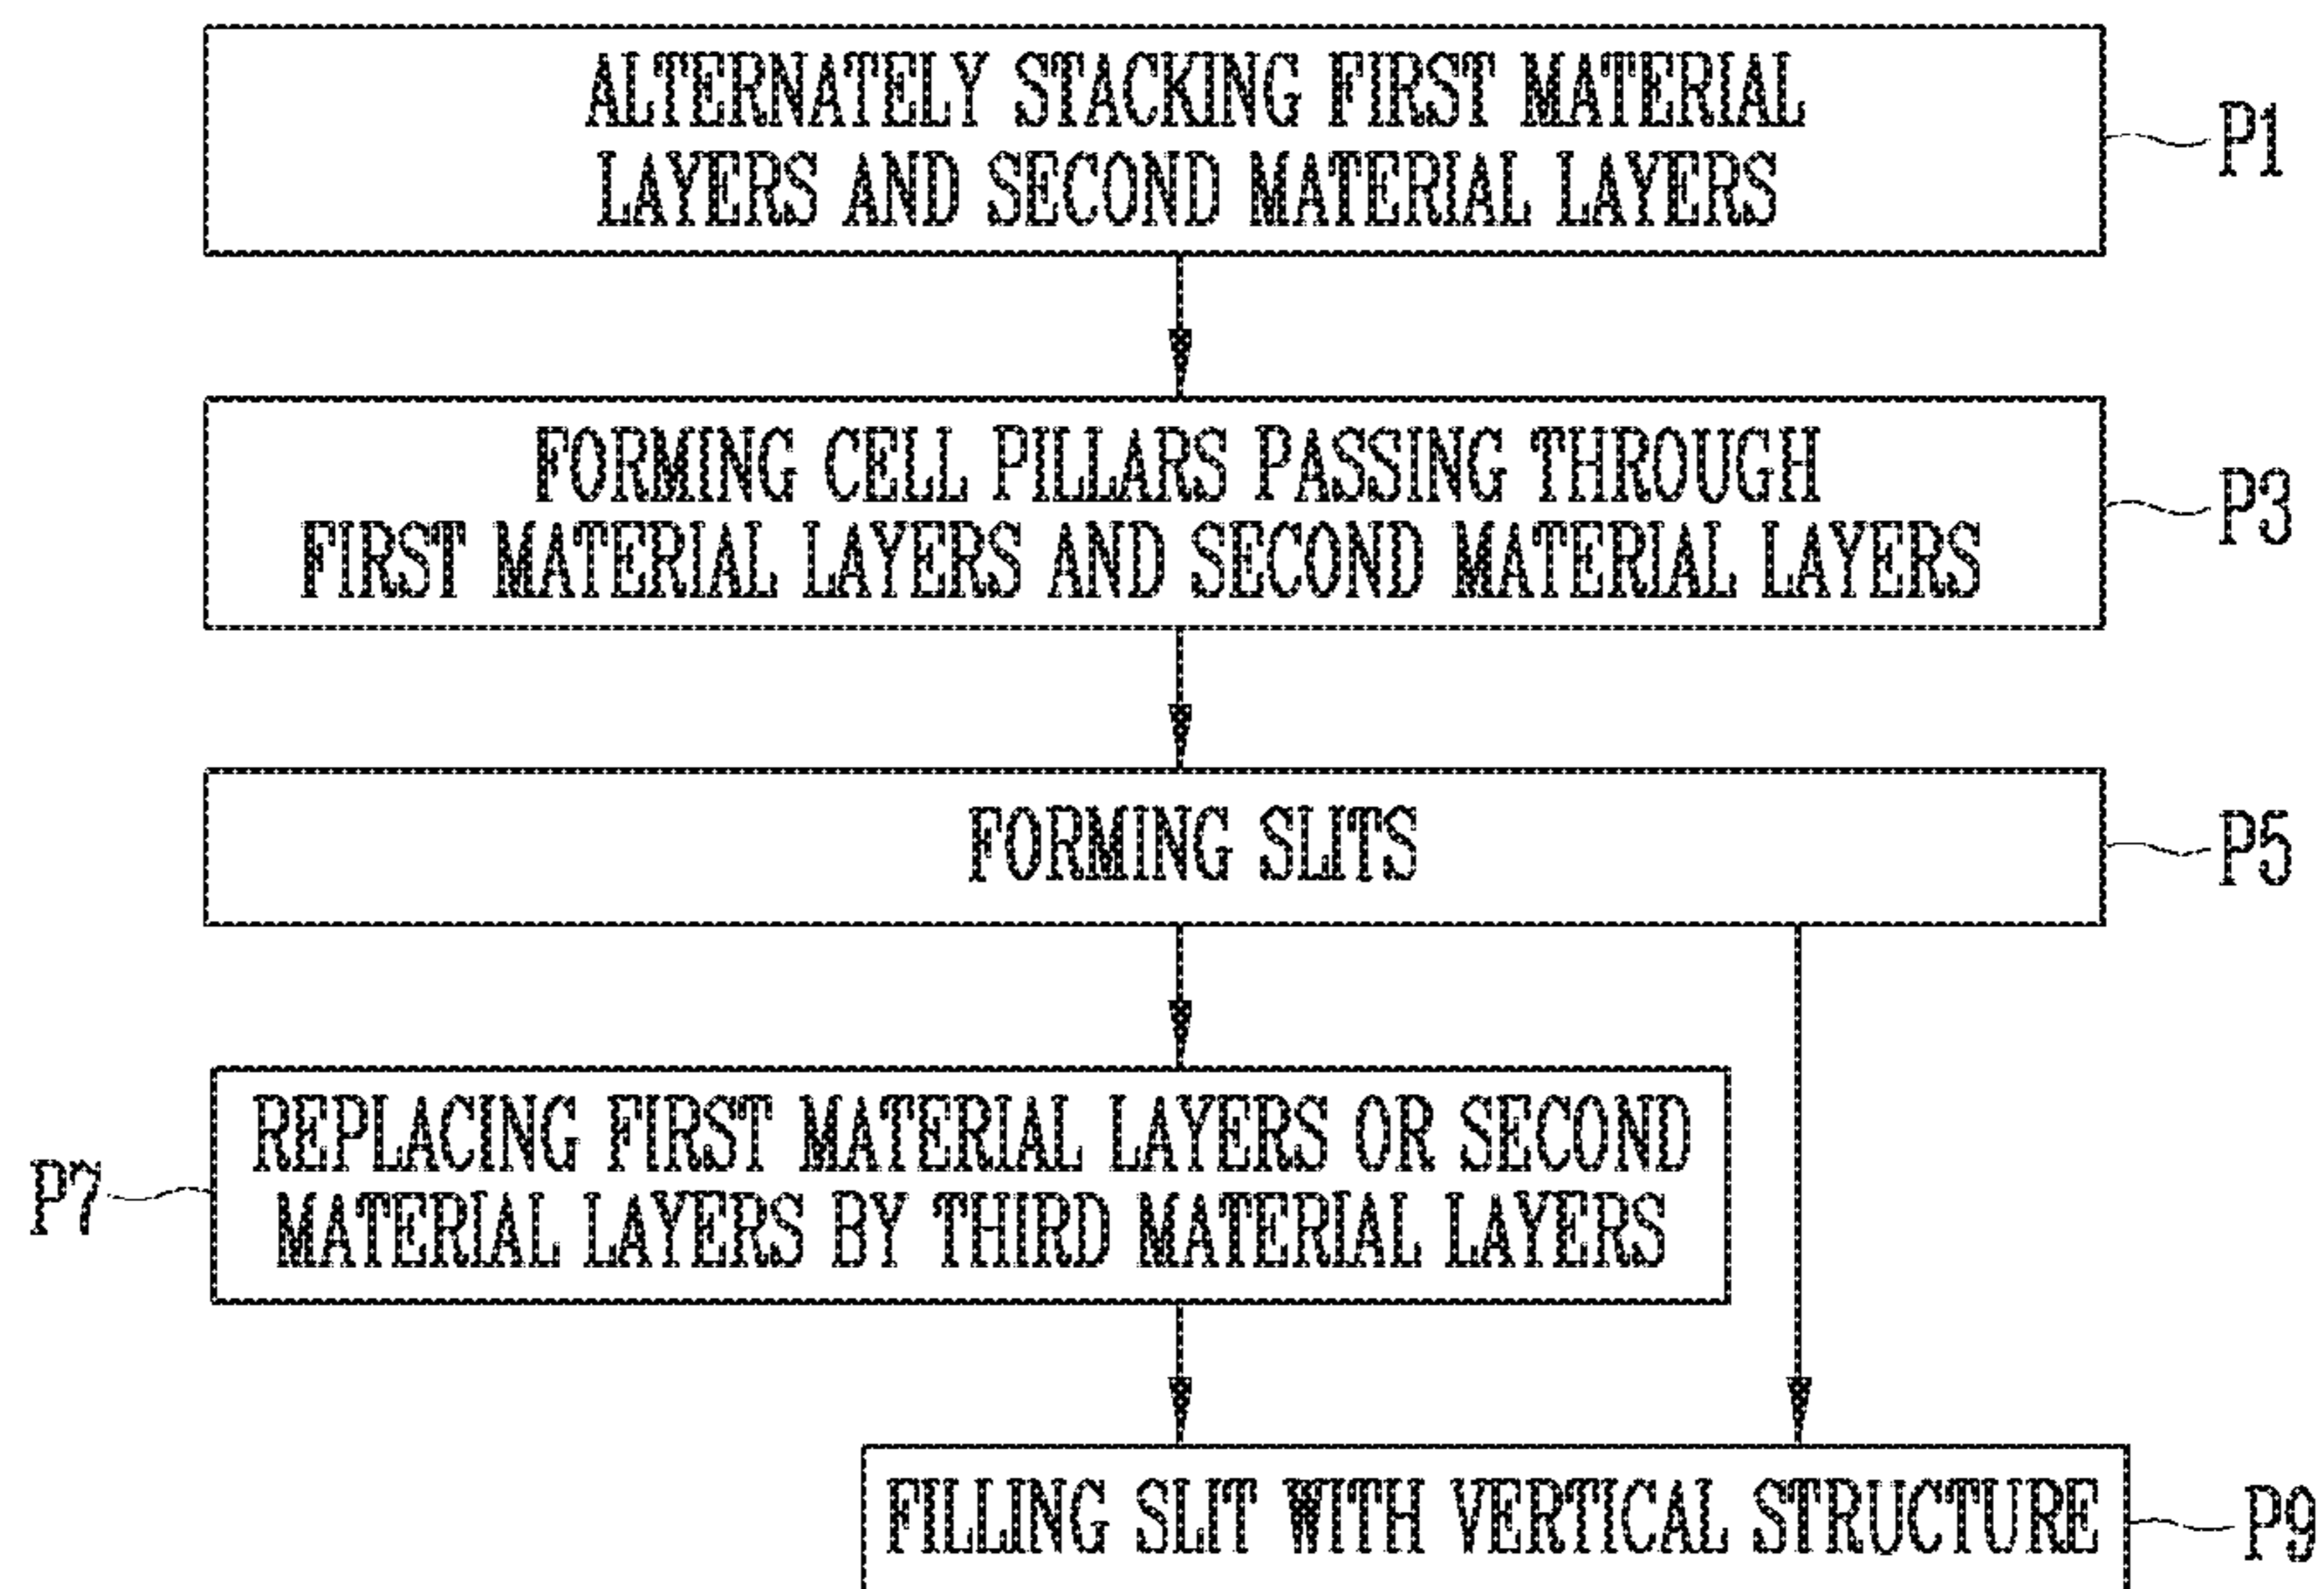 ALTERNATELY STACKING FIRST MATERIAL
LAYERS AND SECOND MATERIAL LAYERS
P1
FORMING CELL PILLARS PASSING THROUGH
FIRST MATERIAL LAYERS AND SECOND MATERIAL LAYERS
P3
FORMING SLITS
P5
REPLACING FIRST MATERIAL LAYERS OR SECOND
MATERIAL LAYERS BY THIRD MATERIAL LAYERS
P7
FILLING SLIT WITH VERTICAL STRUCTURE
P9